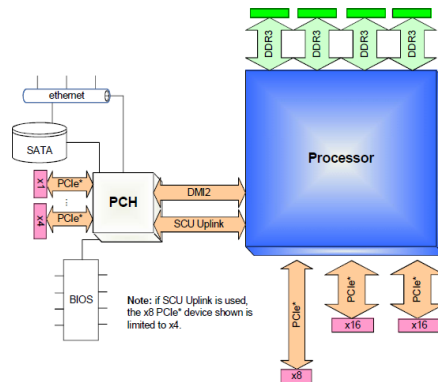 DDR3
DDR3
DDR3
DDR3
ethernet
SATA
Processor
x1
PCIe*
PCH
DMI2
x4
PCIe*
SCU Uplink
BIOS
Note: if SCU Uplink is used,
the x8 PCIe* device shown is
limited to x4.
PCIe*
PCIe*
PCIe*
x16
x16
x8